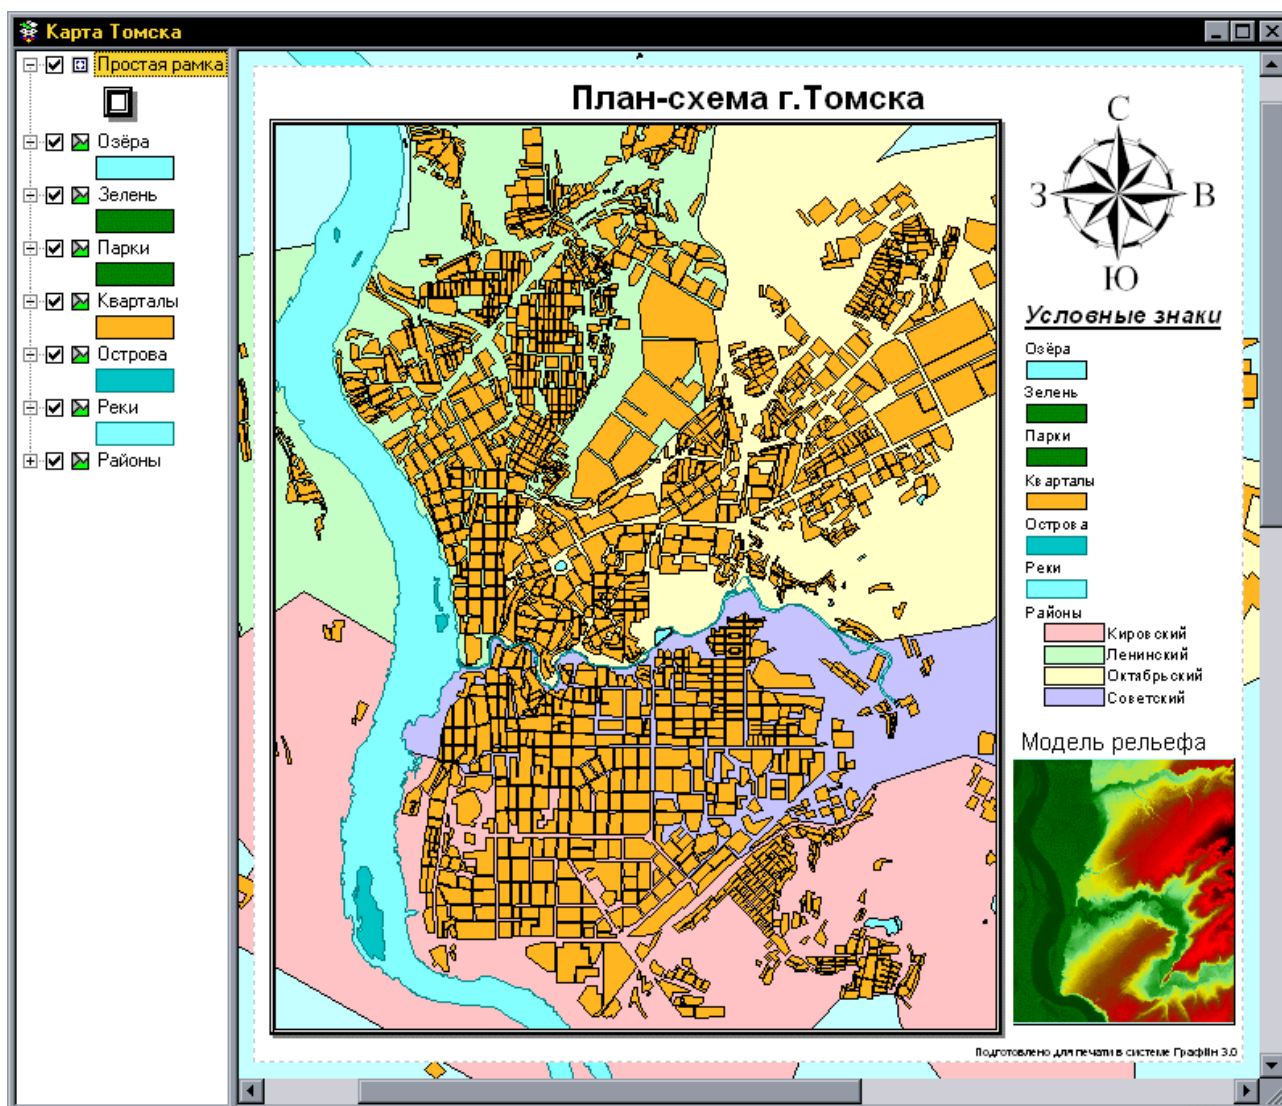 Карта Томска
Простая рамка
Озёра
Зелень
Парки
Кварталы
Острова
Реки
Районы
План-схема г.Томска
С
З
В
Ю
Условные знаки
Озёра
Зелень
Парки
Кварталы
Острова
Реки
Районы
Кировский
Ленинский
Октябрьский
Советский
Модель рельефа
Подготовлено для печати в системе ГрафИн 3.0